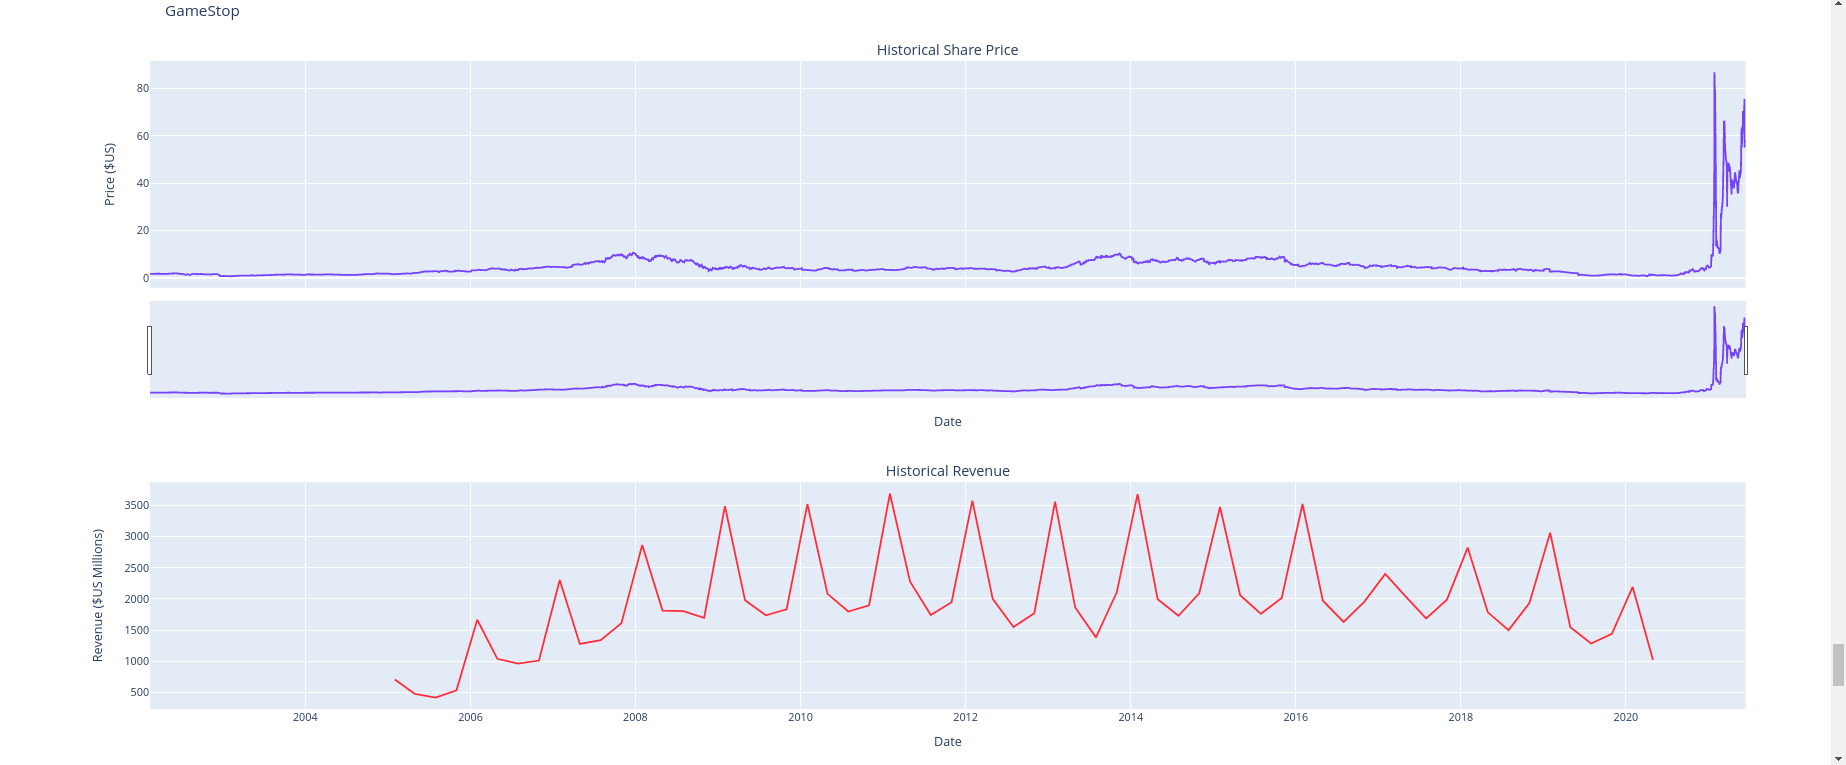 GameStop
Historical Share Price
80
60
40
20
0
Price ($US)
Date
Historical Revenue
3500
3000
2500
2000
1500
1000
500
Revenue ($US Millions)
2004 2006 2008 2010 2012 2014 2016 2018 2020
Date